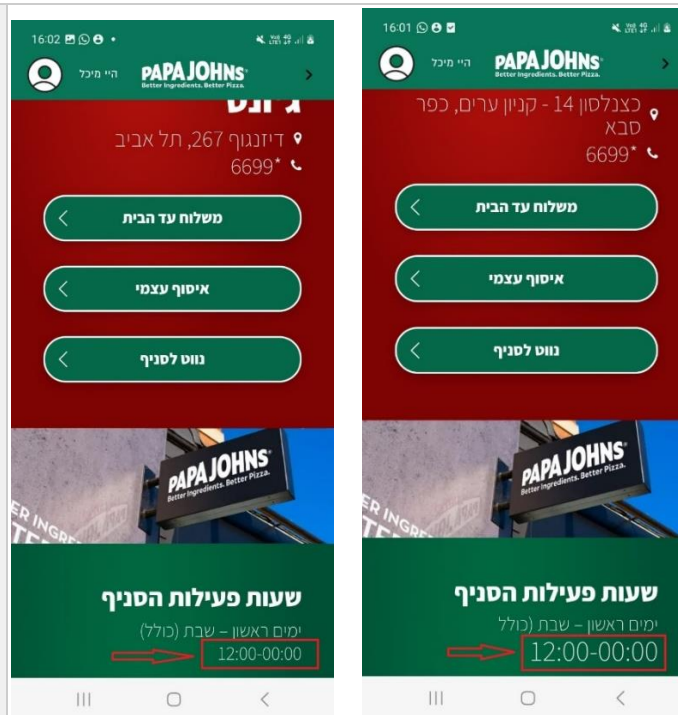 16:02
Vo9 4G LTE1
היי מיכל
PAPA JOHNS
Better Ingredients. Better Pizza.
דיזנגוף 267, תל אביב
6699*
משלוח עד הבית
איסוף עצמי
נווט לסניף
PAPA JOHNS
Better Ingredients. Better Pizza.
שעות פעילות הסניף
ימים ראשון – שבת (כולל)
12:00-00:00
16:01
היי מיכל
PAPA JOHNS
Better Ingredients. Better Pizza.
כצנלסון 14 - קניון ערים, כפר
סבא
6699*
משלוח עד הבית
איסוף עצמי
נווט לסניף
PAPA JOHNS
Better Ingredients. Better Pizza.
שעות פעילות הסניף
ימים ראשון – שבת (כולל
12:00-00:00